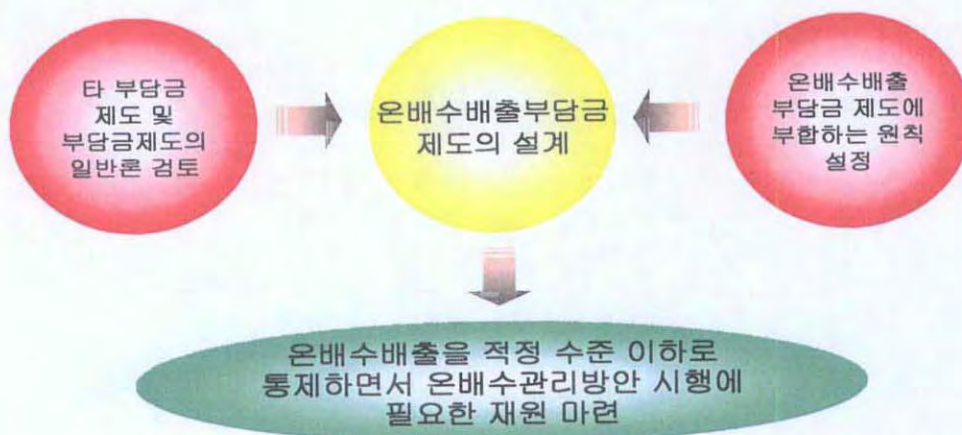 타 부담금
제도 및
부담금제도의
일반론 검토
온배수배출부담금
제도의 설계
온배수배출
부담금 제도에
부합하는 원칙
설정
온배수배출을 적정 수준 이하로
통제하면서 온배수관리방안 시행에
필요한 재원 마련